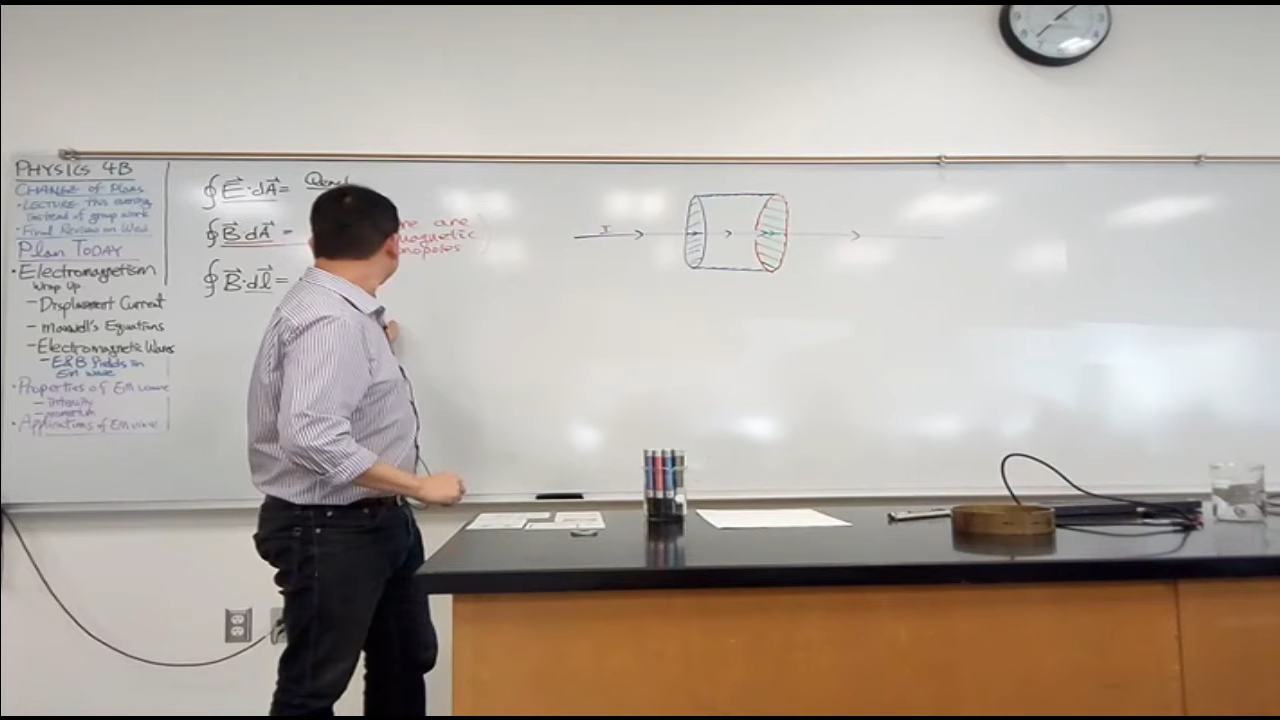 PHYSICS 4B
CHANGE of Plans
• LECTURE This evening
instead of group work
• Final Review on Wed.
Plan TODAY
• Electromagnetism
Wrap Up
- Displacement Current
- Maxwell's Equations
- Electromagnetic Waves
- E&B fields in
EM wave
• Properties of EM wave
- intensity
- momentum
• Applications of EM wave
∮ E⃗·dA⃗ =
∮ B⃗·dA⃗ =
are
magnetic
monopoles
∮ B⃗·dl⃗ =
I